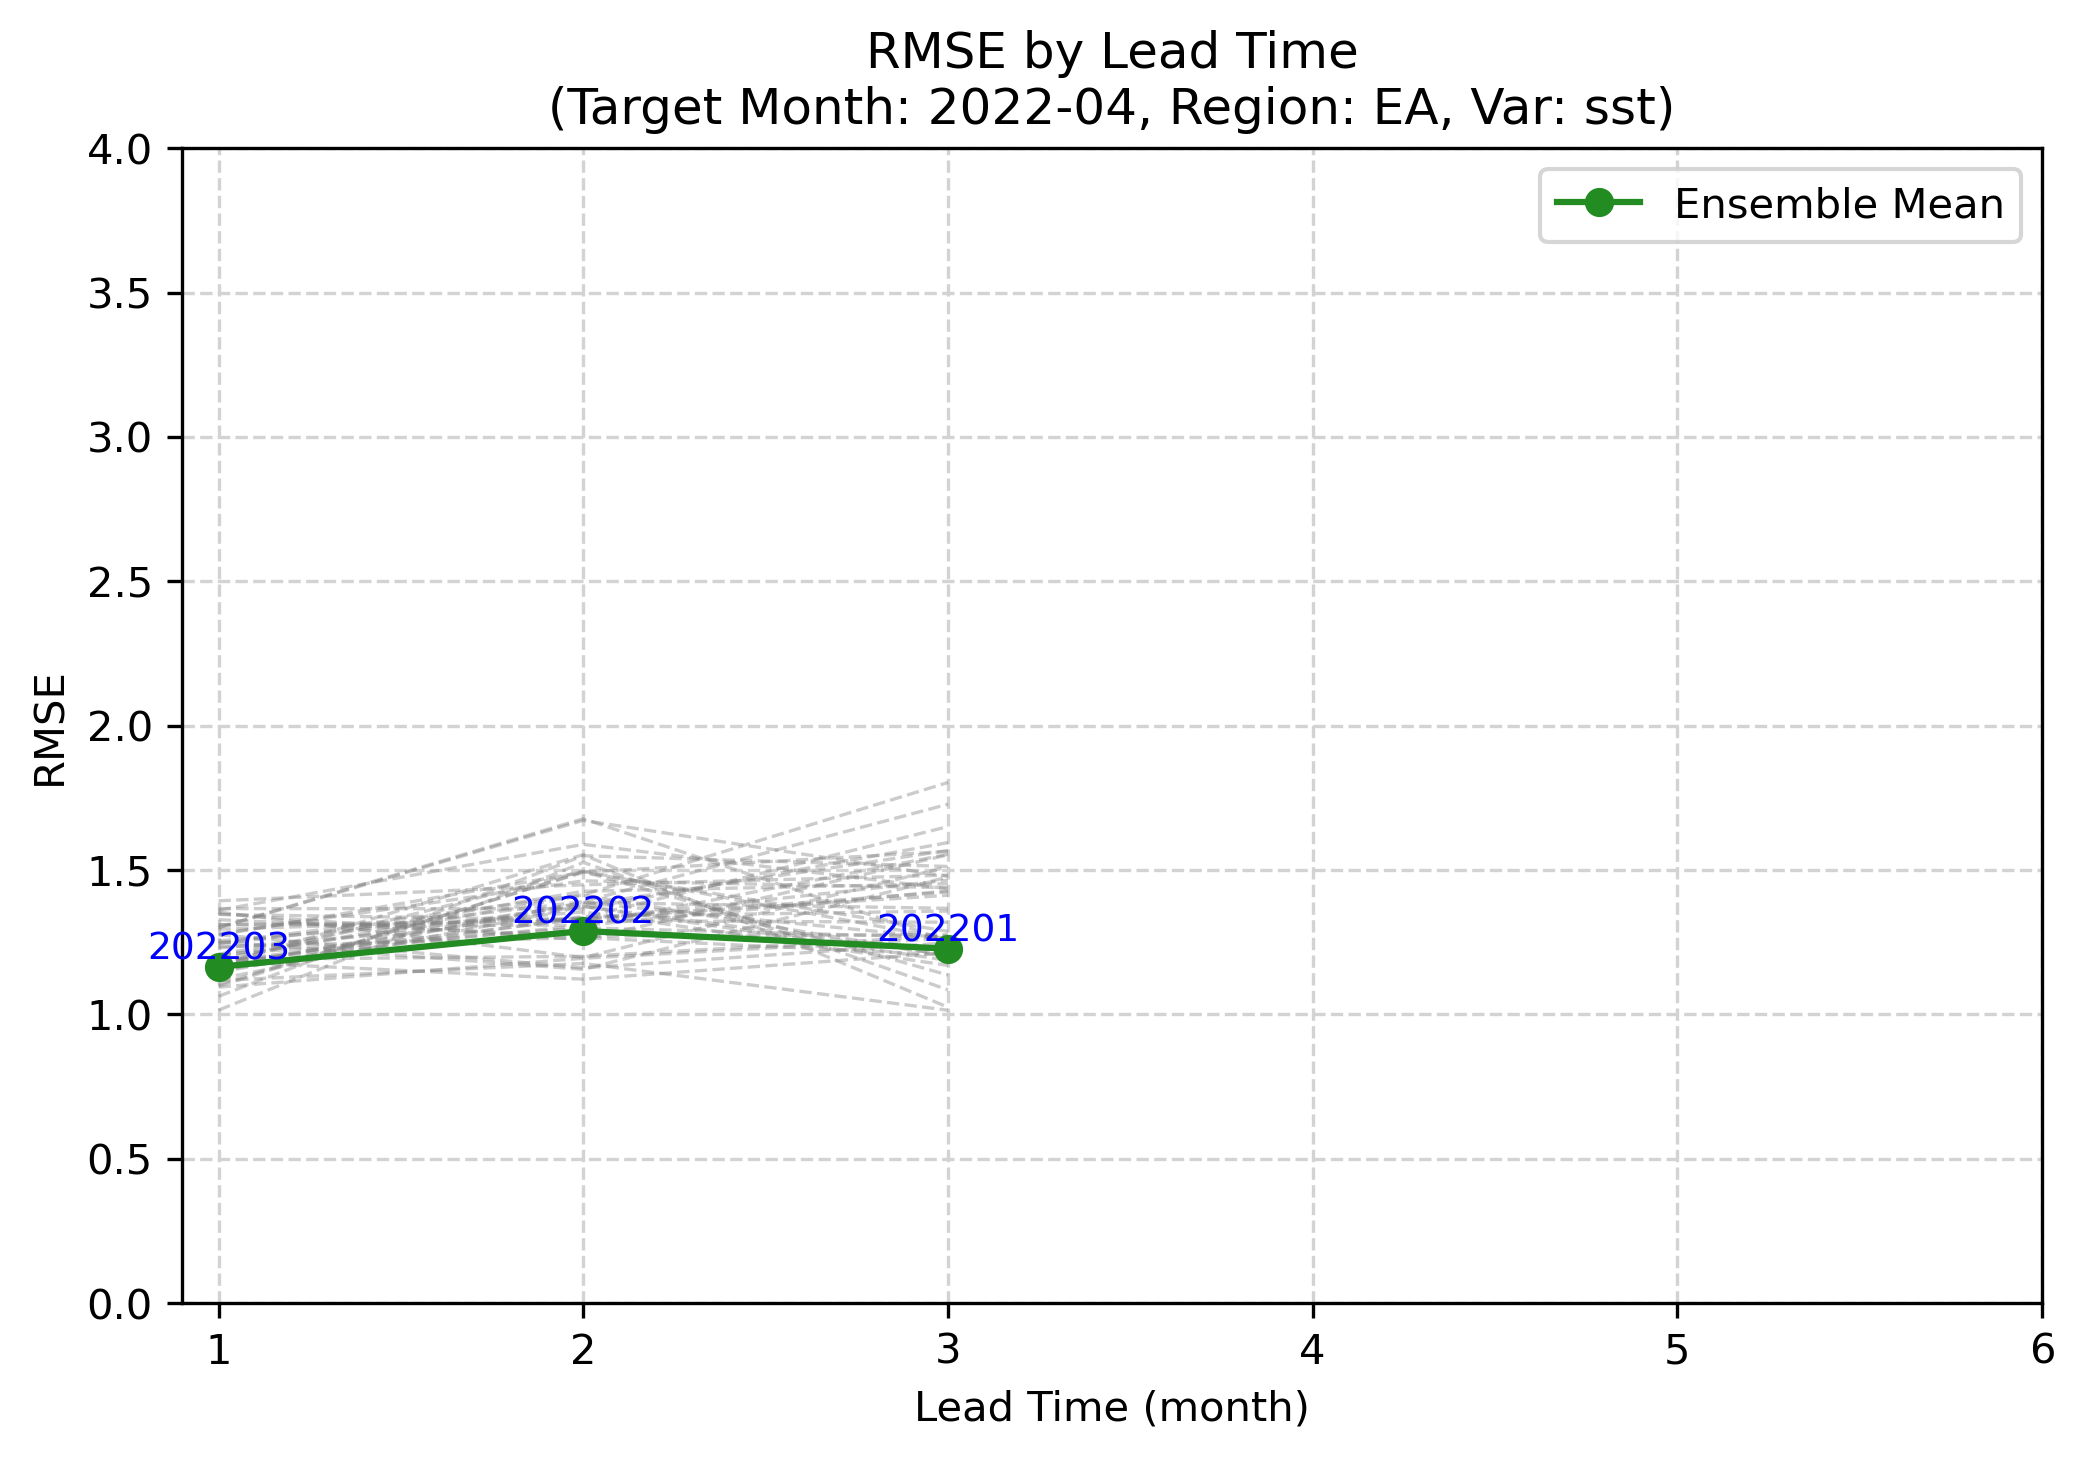 RMSE by Lead Time
(Target Month: 2022-04, Region: EA, Var: sst)
4.0
3.5
3.0
2.5
2.0
1.5
1.0
0.5
0.0
RMSE
Ensemble Mean
202203
202202
202201
1 2 3 4 5 6
Lead Time (month)